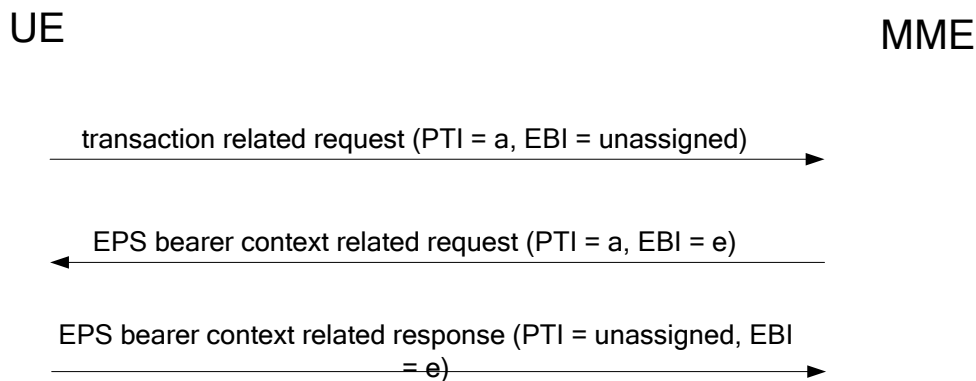 UE
MME
transaction related request (PTI = a, EBI = unassigned)
EPS bearer context related request (PTI = a, EBI = e)
EPS bearer context related response (PTI = unassigned, EBI
= e)